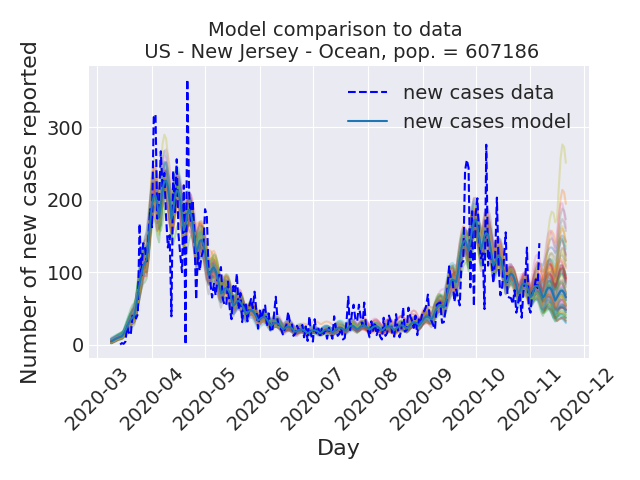 Model comparison to data
US - New Jersey - Ocean, pop. = 607186
Number of new cases reported
300
200
100
0
new cases data
new cases model
2020-03
2020-04
2020-05
2020-06
2020-07
2020-08
2020-09
2020-10
2020-11
2020-12
Day